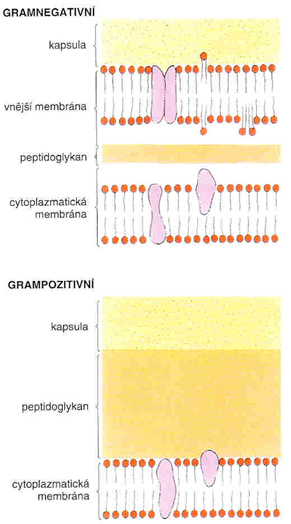 GRAMNEGATIVNÍ
kapsula
vnější membrána
peptidoglykan
cytoplazmatická
membrána
GRAMPOZITIVNÍ
kapsula
peptidoglykan
cytoplazmatická
membrána